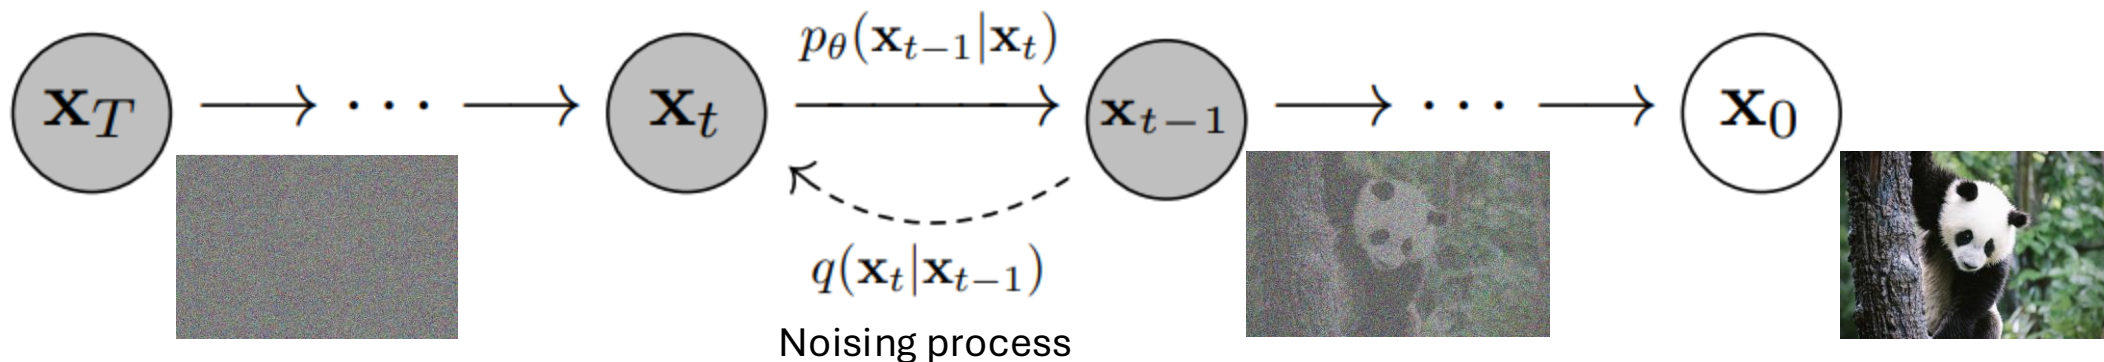 p_θ(x_{t−1}|x_t)
x_T → ⋯ → x_t → x_{t−1} → ⋯ → x_0
q(x_t|x_{t−1})
Noising process